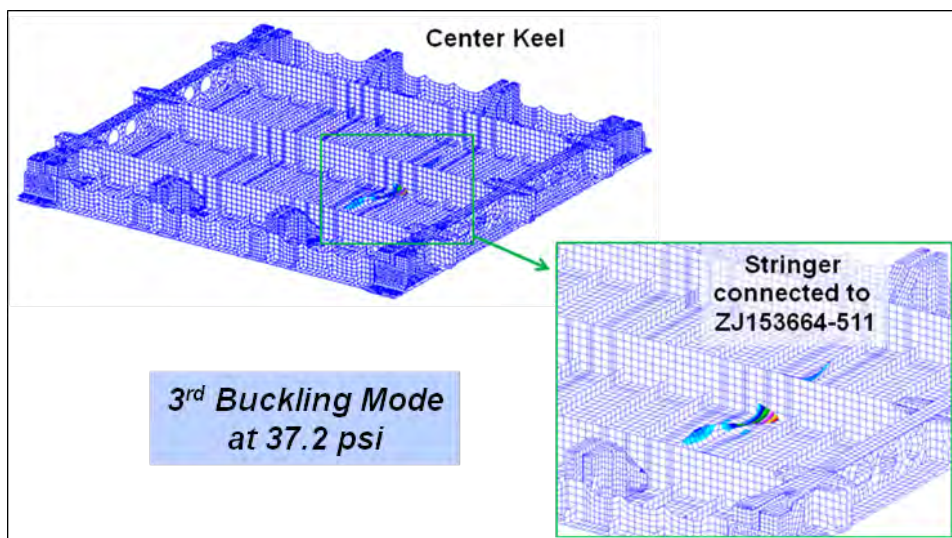 Center Keel
Stringer
connected to
ZJ153664-511
3rd Buckling Mode
at 37.2 psi